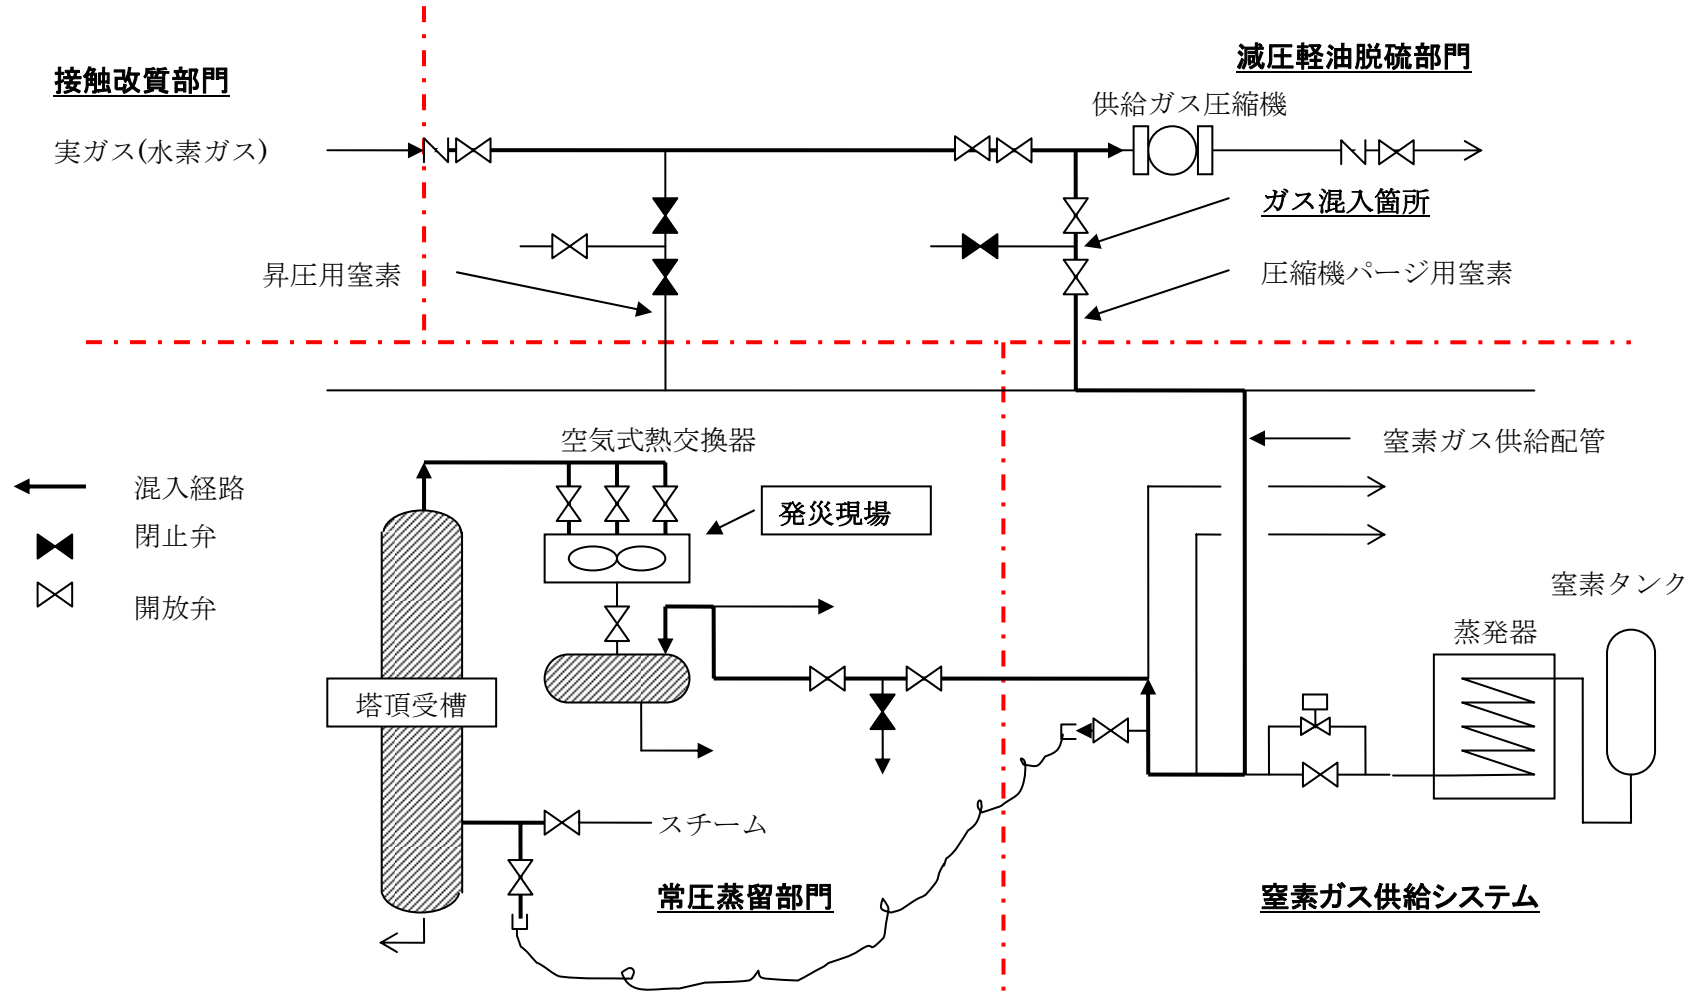 減圧軽油脱硫部門
接触改質部門
供給ガス圧縮機
実ガス(水素ガス)
ガス混入箇所
昇圧用窒素
圧縮機パージ用窒素
空気式熱交換器
窒素ガス供給配管
混入経路
発災現場
閉止弁
窒素タンク
開放弁
蒸発器
塔頂受槽
スチーム
常圧蒸留部門
窒素ガス供給システム